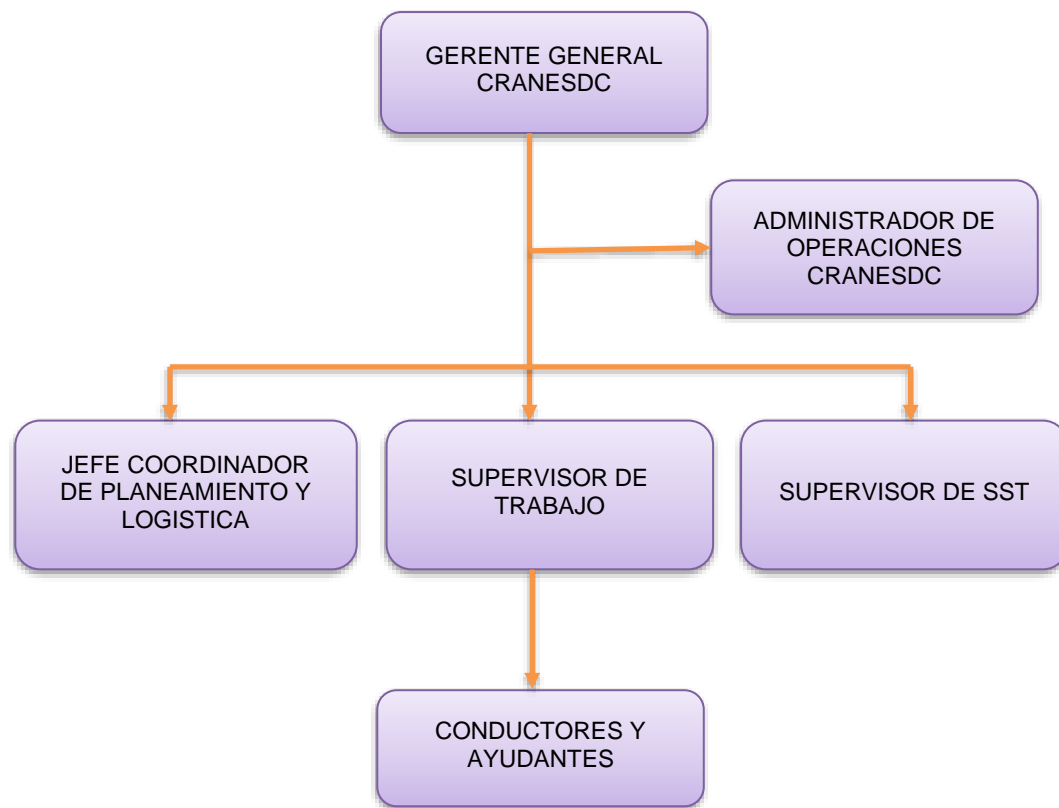 GERENTE GENERAL
CRANESDC
ADMINISTRADOR DE
OPERACIONES
CRANESDC
JEFE COORDINADOR
DE PLANEAMIENTO Y
LOGISTICA
SUPERVISOR DE
TRABAJO
SUPERVISOR DE SST
CONDUCTORES Y
AYUDANTES